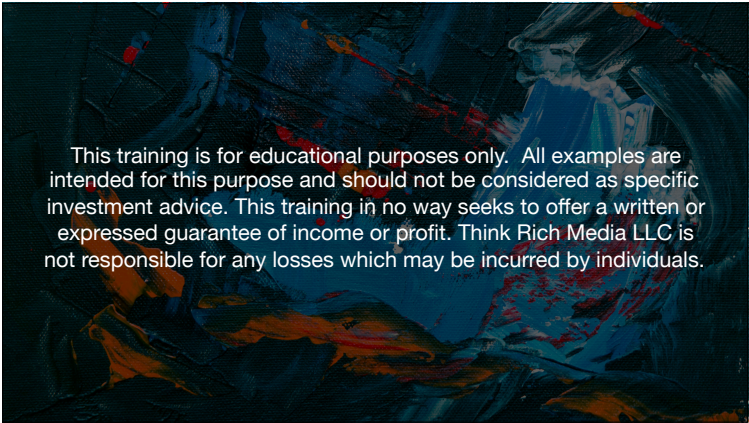 This training is for educational purposes only.  All examples are
intended for this purpose and should not be considered as specific
investment advice. This training in no way seeks to offer a written or
expressed guarantee of income or profit. Think Rich Media LLC is
not responsible for any losses which may be incurred by individuals.